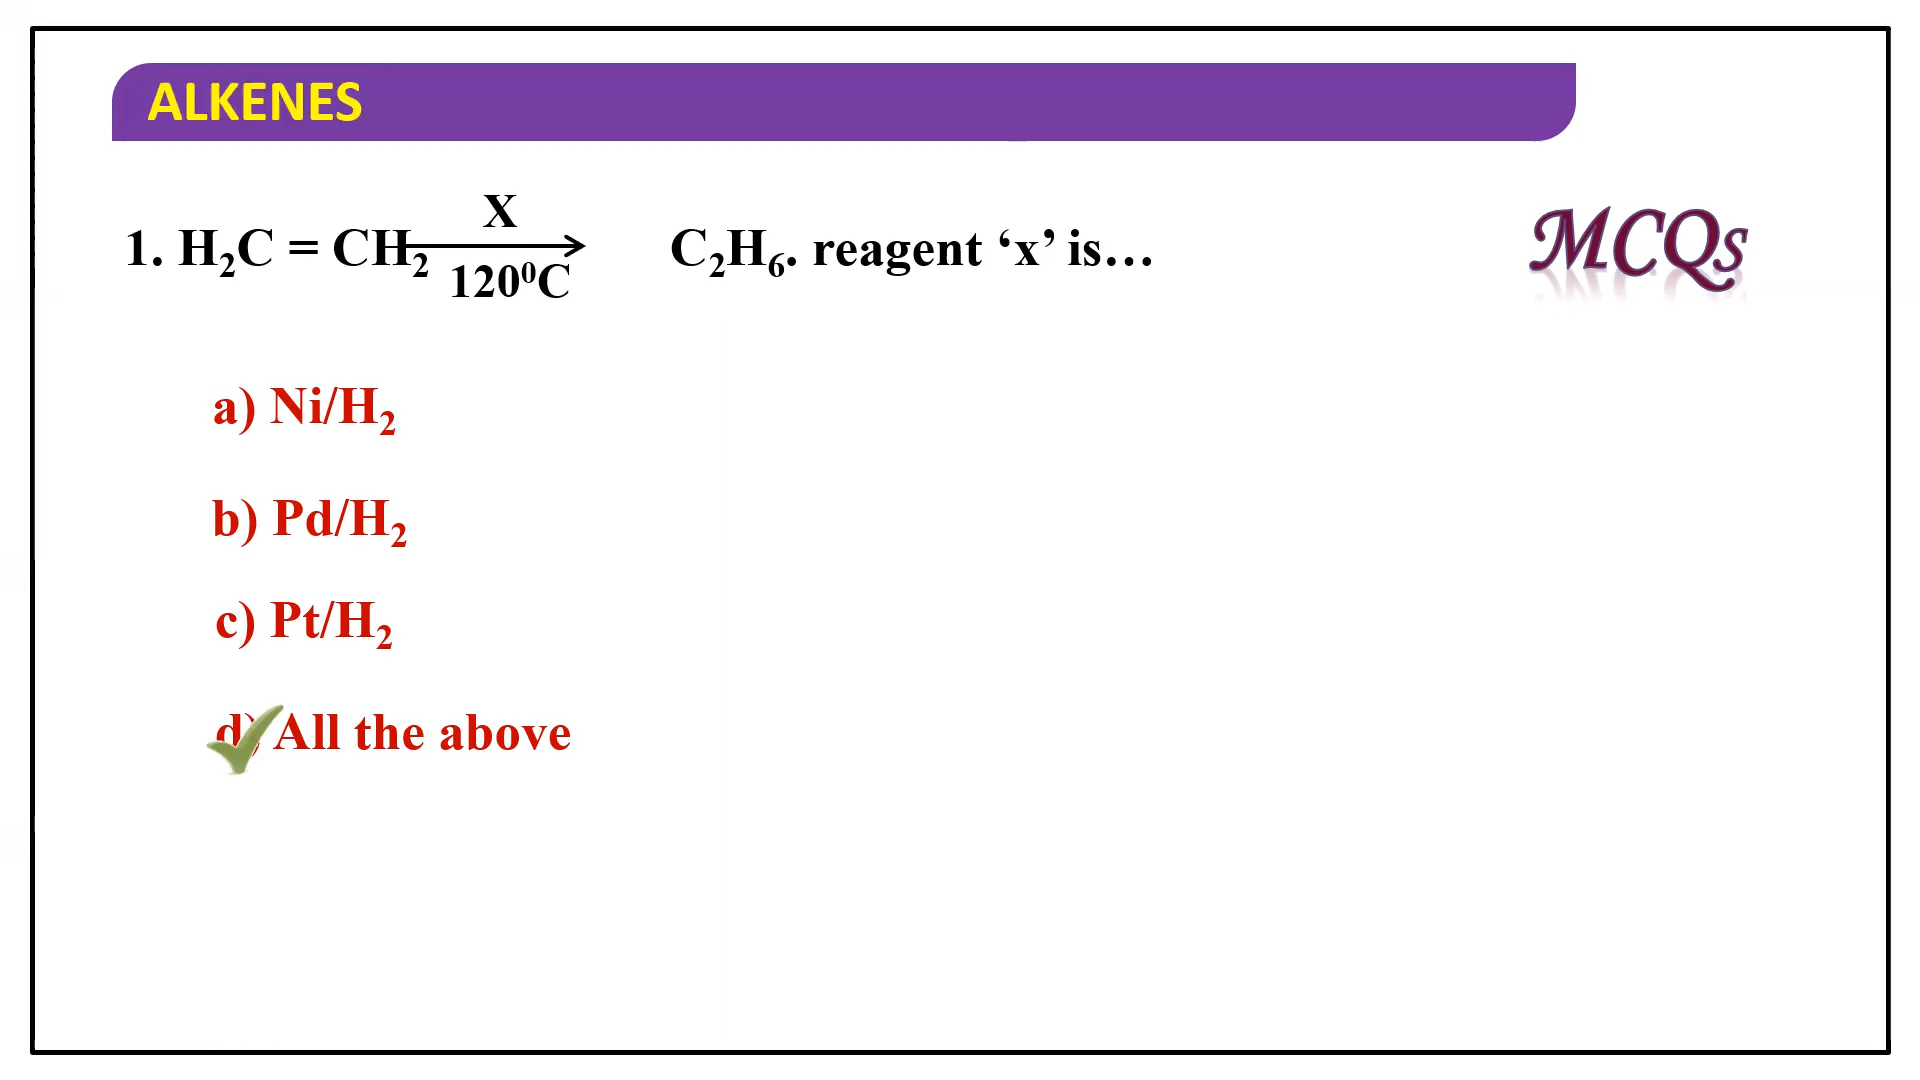 ALKENES
MCQs
X
1. H₂C = CH₂ → C₂H₆. reagent ‘x’ is…
120⁰C
a) Ni/H₂
b) Pd/H₂
c) Pt/H₂
d) All the above